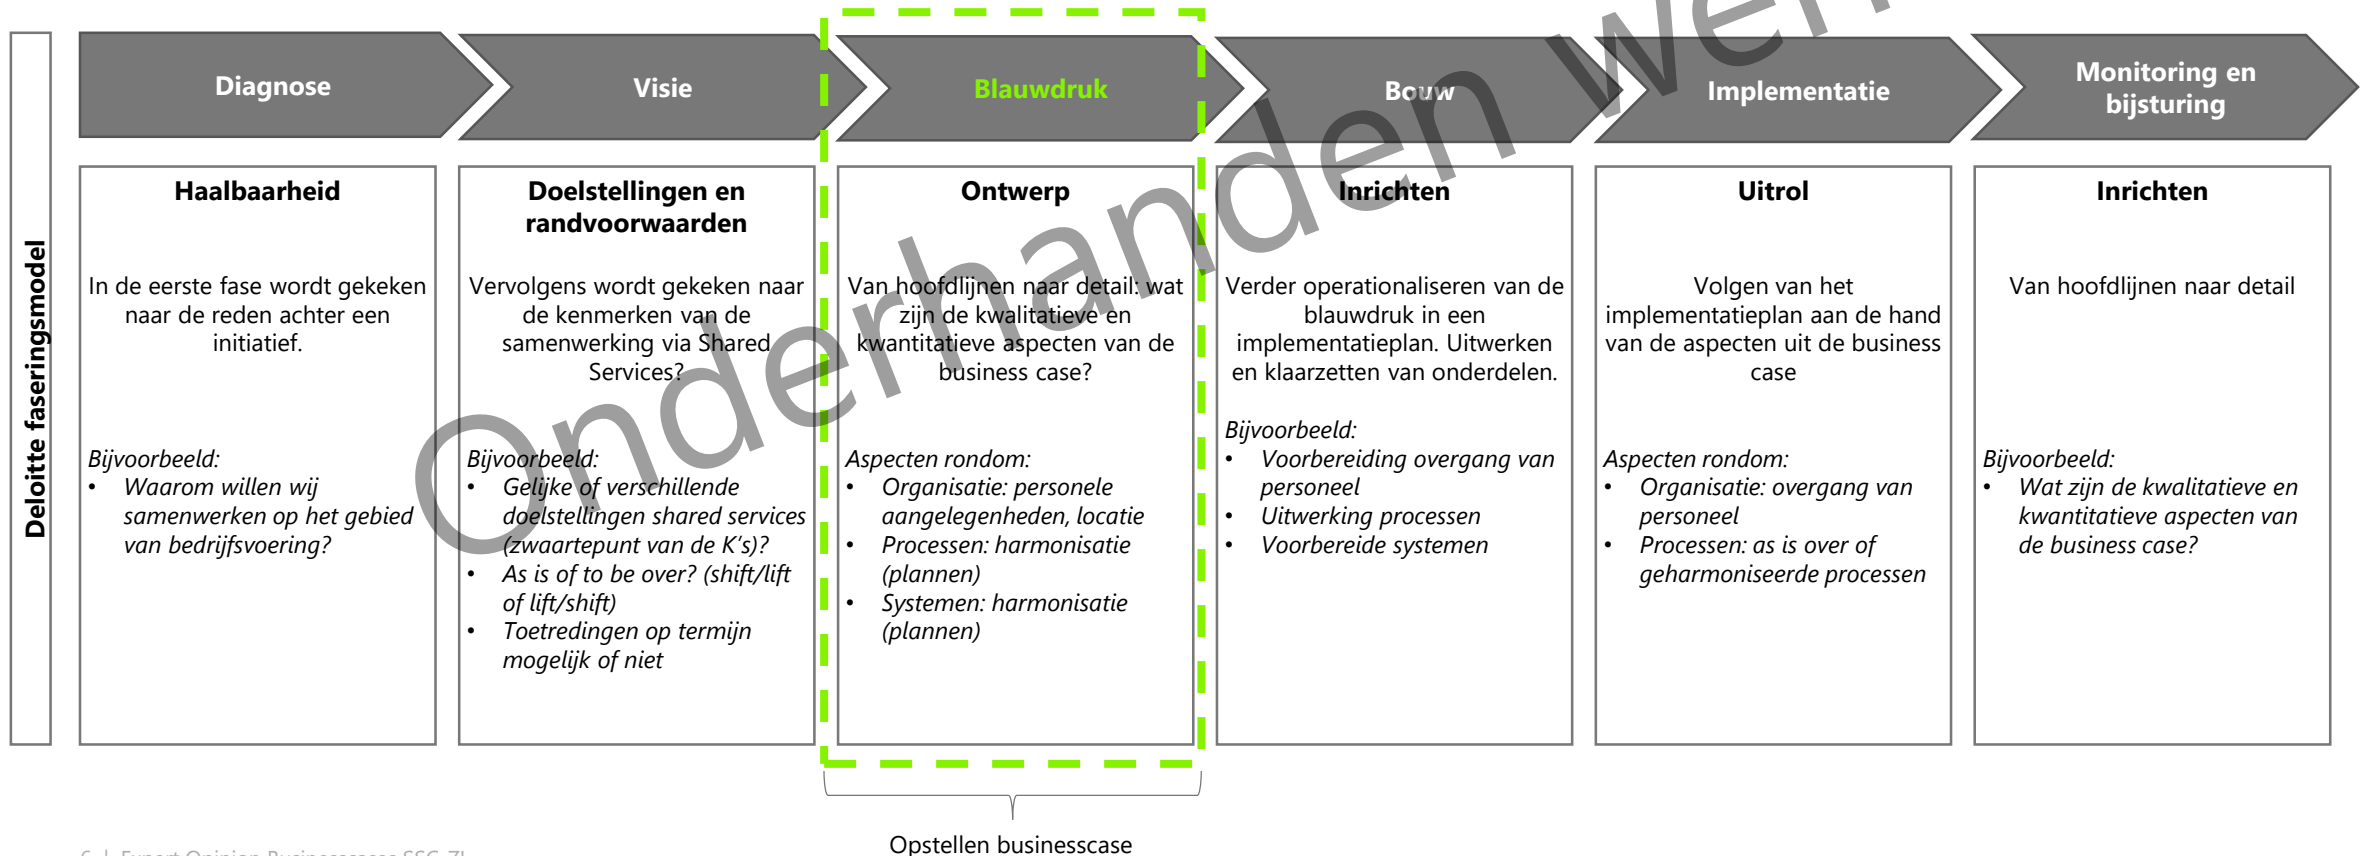 Deloitte faseringsmodel
Diagnose
Visie
Blauwdruk
Bouw
Implementatie
Monitoring en
bijsturing
Haalbaarheid
In de eerste fase wordt gekeken
naar de reden achter een
initiatief.
Bijvoorbeeld:
• Waarom willen wij
samenwerken op het gebied
van bedrijfsvoering?
Doelstellingen en
randvoorwaarden
Vervolgens wordt gekeken naar
de kenmerken van de
samenwerking via Shared
Services?
Bijvoorbeeld:
• Gelijke of verschillende
doelstellingen shared services
(zwaartepunt van de K’s)?
• As is of to be over? (shift/lift
of lift/shift)
• Toetredingen op termijn
mogelijk of niet
Ontwerp
Van hoofdlijnen naar detail: wat
zijn de kwalitatieve en
kwantitatieve aspecten van de
business case?
Aspecten rondom:
• Organisatie: personele
aangelegenheden, locatie
• Processen: harmonisatie
(plannen)
• Systemen: harmonisatie
(plannen)
Inrichten
Verder operationaliseren van de
blauwdruk in een
implementatieplan. Uitwerken
en klaarzetten van onderdelen.
Bijvoorbeeld:
• Voorbereiding overgang van
personeel
• Uitwerking processen
• Voorbereide systemen
Uitrol
Volgen van het
implementatieplan aan de hand
van de aspecten uit de business
case
Aspecten rondom:
• Organisatie: overgang van
personeel
• Processen: as is over of
geharmoniseerde processen
Inrichten
Van hoofdlijnen naar detail
Bijvoorbeeld:
• Wat zijn de kwalitatieve en
kwantitatieve aspecten van
de business case?
Onderhanden wer
Opstellen businesscase
6 | Expert Opinion Businesscase SSC-ZL